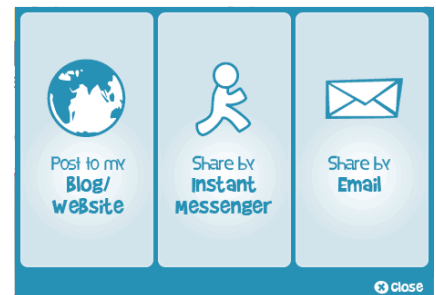 Post to my
Blog/
Website
Share by
Instant
Messenger
Share by
Email
close